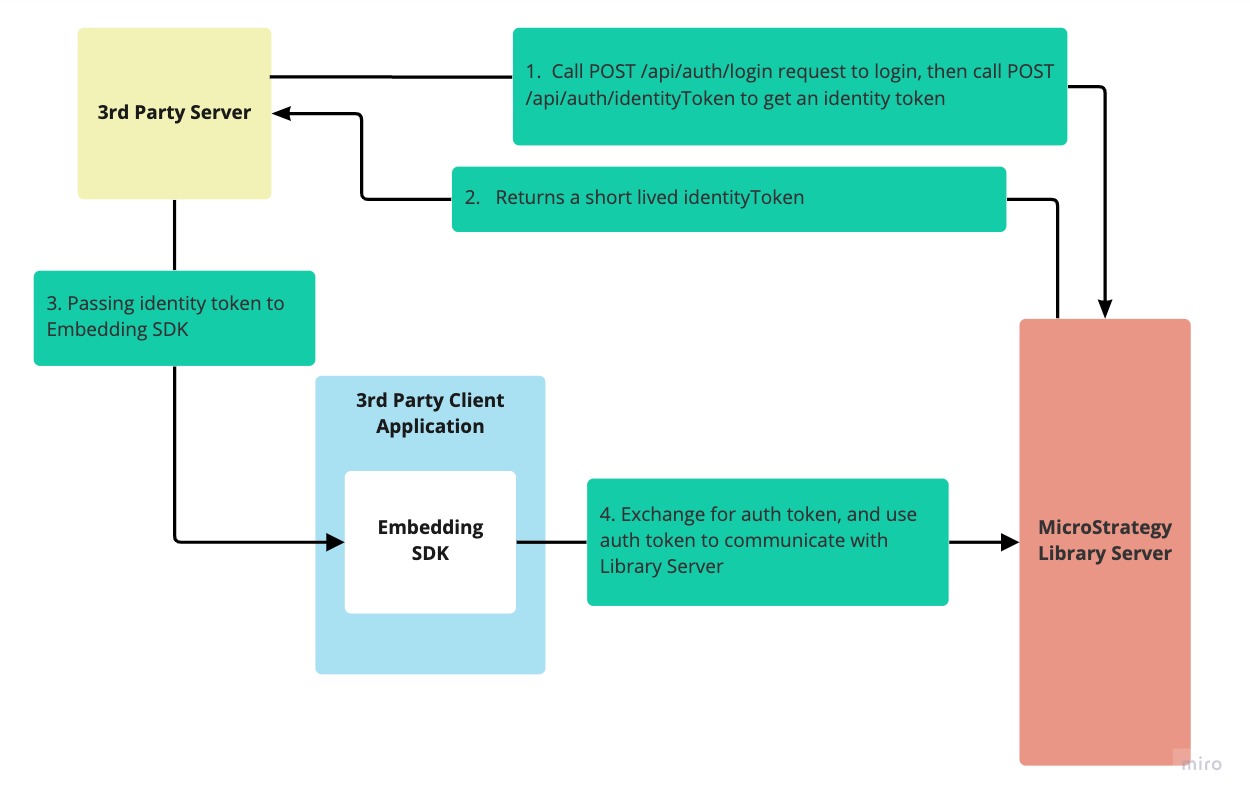 3rd Party Server
1.  Call POST /api/auth/login request to login, then call POST
/api/auth/identityToken to get an identity token
2.   Returns a short lived identityToken
3. Passing identity token to
Embedding SDK
3rd Party Client
Application
Embedding
SDK
4. Exchange for auth token, and use
auth token to communicate with
Library Server
MicroStrategy
Library Server
miro